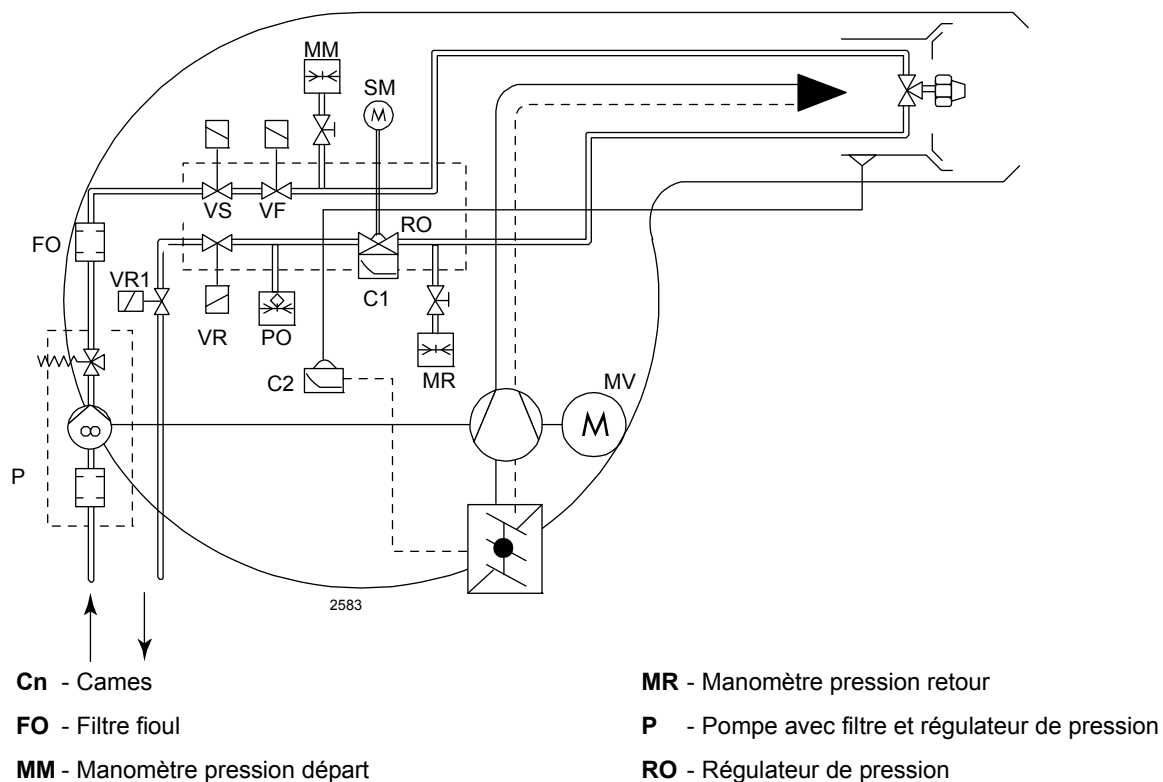 MM
SM
M
VS
VF
FO
RO
VR1
C1
VR
PO
C2
MR
MV
M
P
2583
Cn - Cames
FO - Filtre fioul
MM - Manomètre pression départ
MR - Manomètre pression retour
P - Pompe avec filtre et régulateur de pression
RO - Régulateur de pression